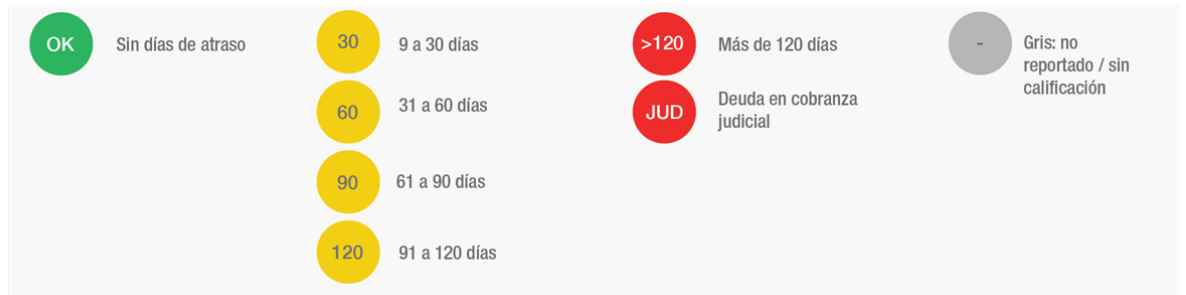 OK Sin días de atraso
30 9 a 30 días
60 31 a 60 días
90 61 a 90 días
120 91 a 120 días
>120 Más de 120 días
JUD Deuda en cobranza
judicial
- Gris: no
reportado / sin
calificación